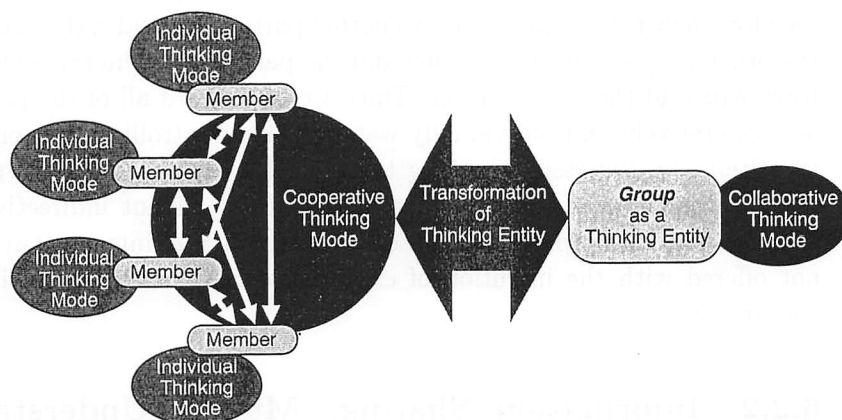 Individual
Thinking
Mode
Member
Individual
Thinking
Mode
Member
Individual
Thinking
Mode
Member
Member
Individual
Thinking
Mode
Cooperative
Thinking
Mode
Transformation
of
Thinking Entity
Group
as a
Thinking Entity
Collaborative
Thinking
Mode